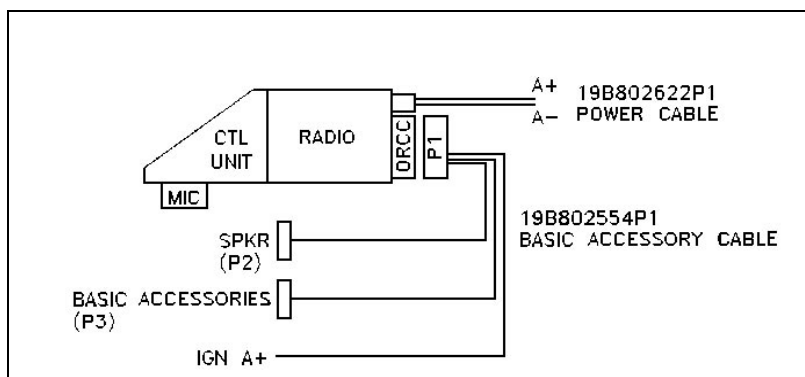 A+
19B802622P1
A-
POWER CABLE
CTL
UNIT
RADIO
ORCC
P1
MIC
SPKR
(P2)
19B802554P1
BASIC ACCESSORY CABLE
BASIC ACCESSORIES
(P3)
IGN A+